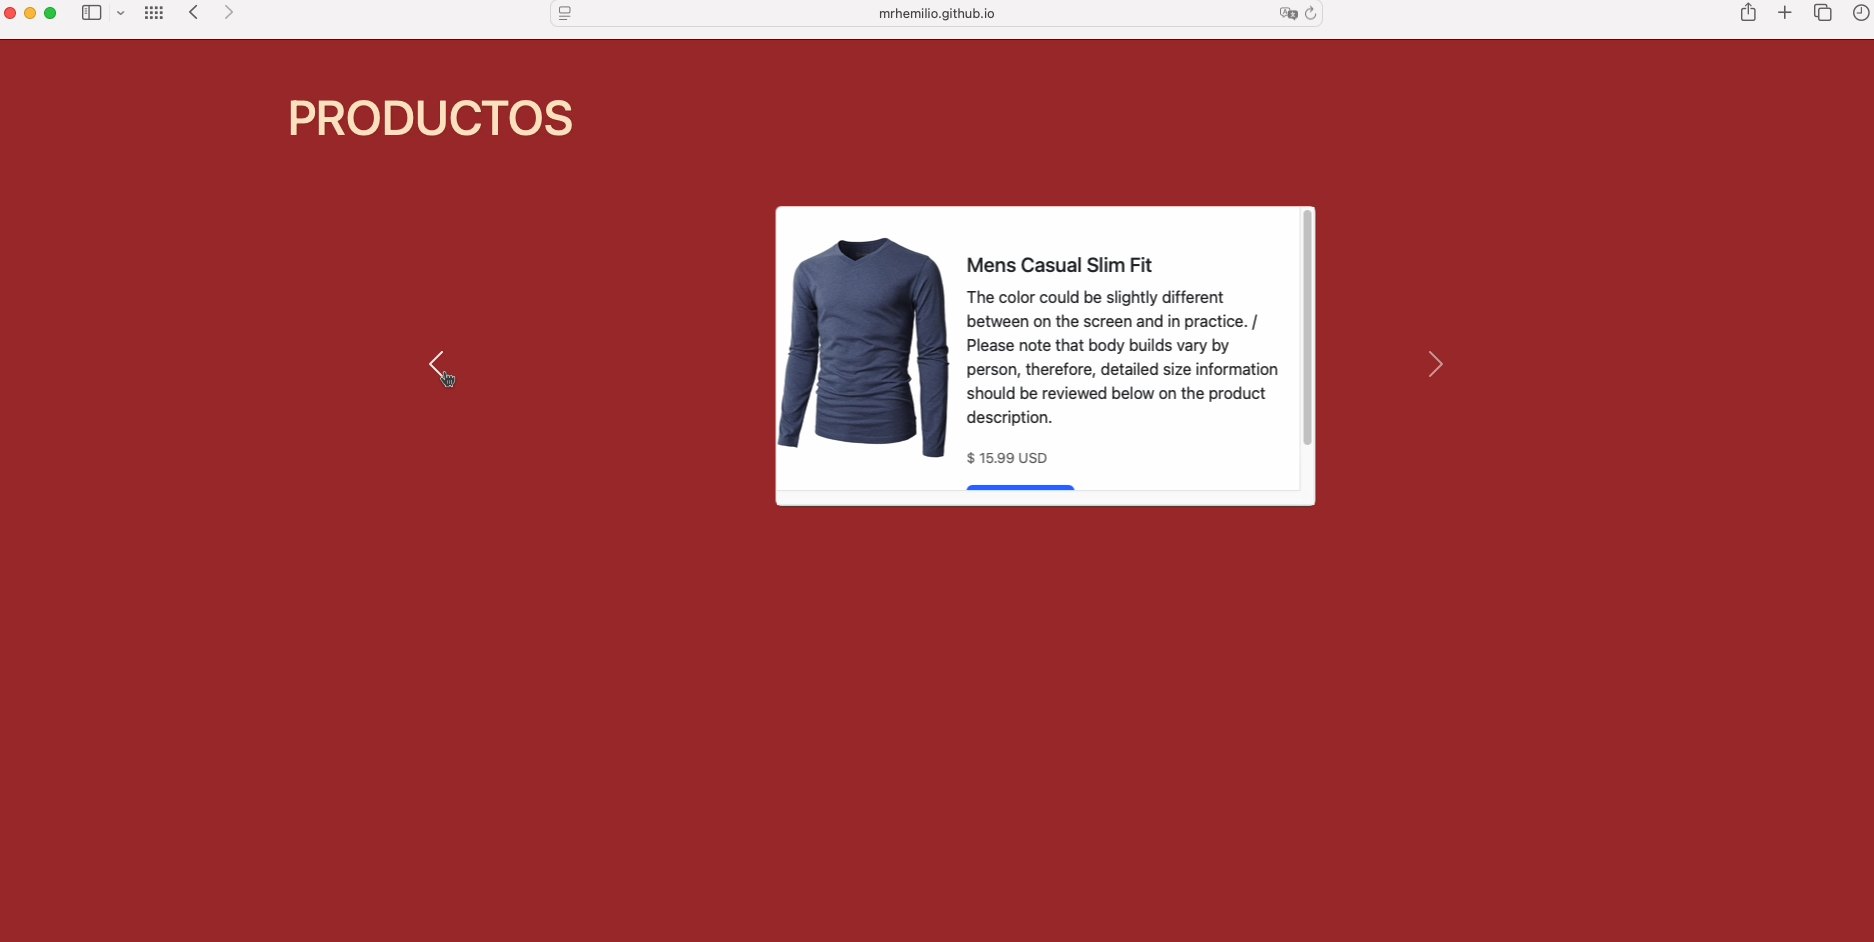 mrhemilio.github.io
PRODUCTOS
Mens Casual Slim Fit
The color could be slightly different
between on the screen and in practice. /
Please note that body builds vary by
person, therefore, detailed size information
should be reviewed below on the product
description.
$ 15.99 USD